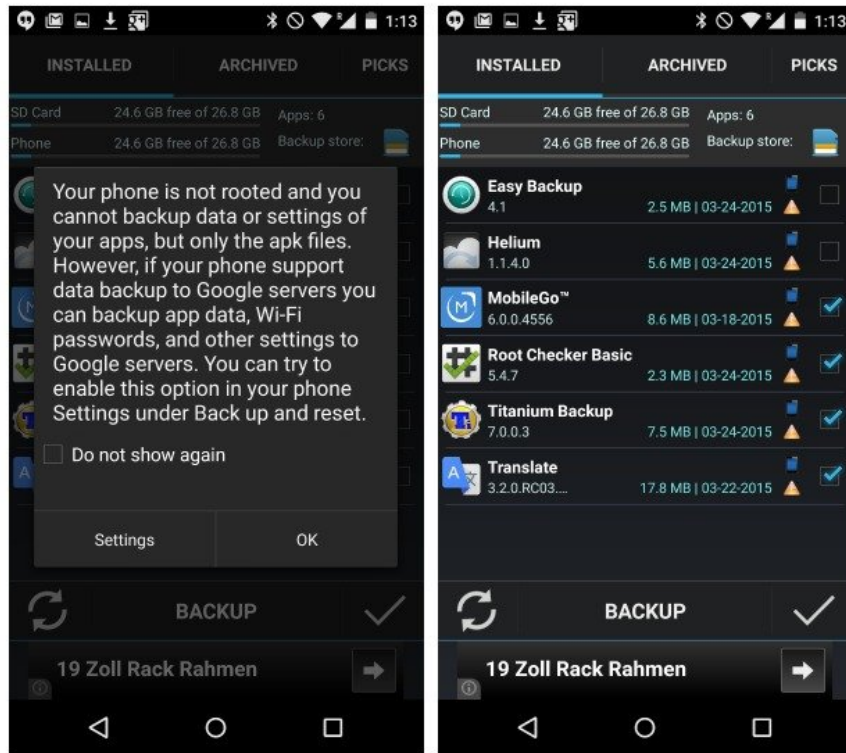 1:13
INSTALLED ARCHIVED PICKS
SD Card 24.6 GB free of 26.8 GB Apps: 6
Phone 24.6 GB free of 26.8 GB Backup store:
Your phone is not rooted and you
cannot backup data or settings of
your apps, but only the apk files.
However, if your phone support
data backup to Google servers you
can backup app data, Wi-Fi
passwords, and other settings to
Google servers. You can try to
enable this option in your phone
Settings under Back up and reset.
Do not show again
Settings OK
BACKUP
19 Zoll Rack Rahmen
1:13
INSTALLED ARCHIVED PICKS
SD Card 24.6 GB free of 26.8 GB Apps: 6
Phone 24.6 GB free of 26.8 GB Backup store:
Easy Backup
4.1 2.5 MB | 03-24-2015
Helium
1.1.4.0 5.6 MB | 03-24-2015
MobileGo™
6.0.0.4556 8.6 MB | 03-18-2015
Root Checker Basic
5.4.7 2.3 MB | 03-24-2015
Titanium Backup
7.0.0.3 7.5 MB | 03-24-2015
Translate
3.2.0.RC03.... 17.8 MB | 03-22-2015
BACKUP
19 Zoll Rack Rahmen